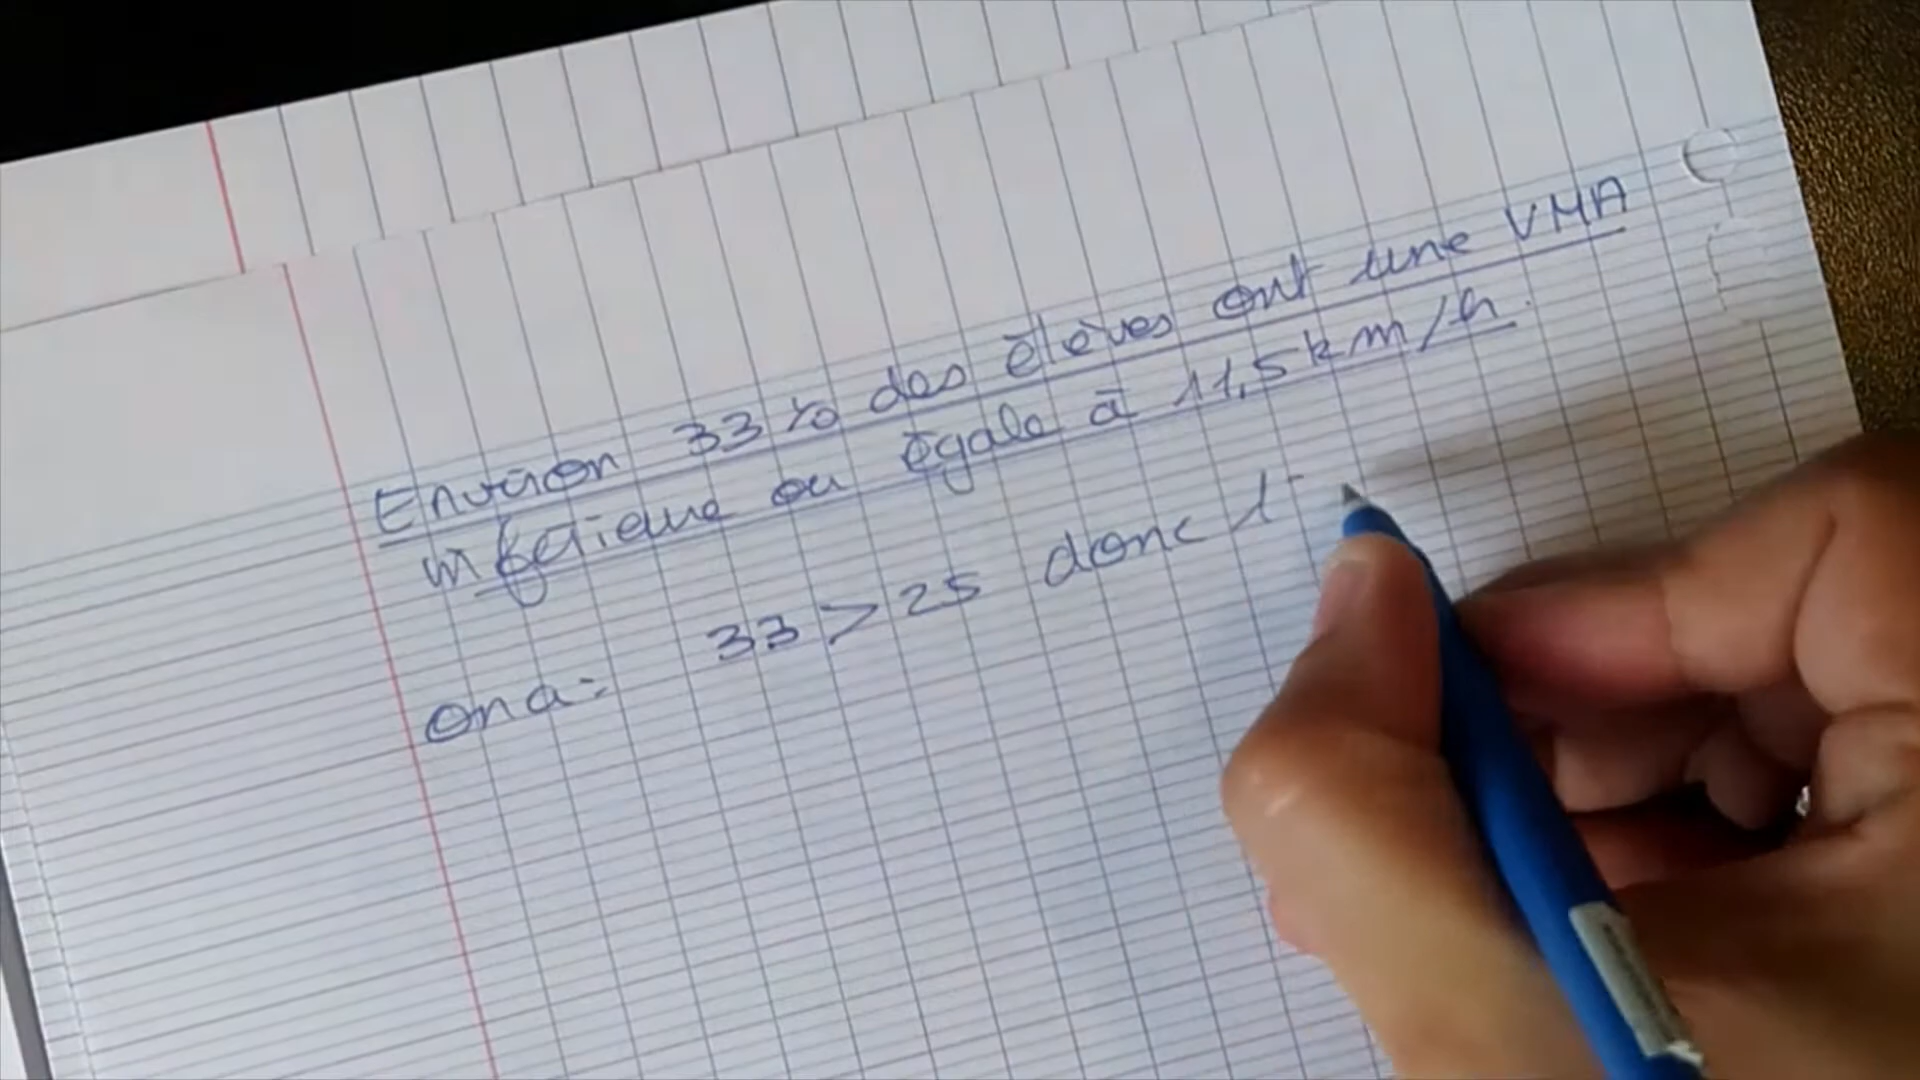 Environ 33% des élèves ont une VMA
inférieure ou égale à 11,5 km/h.
on a: 33 > 25 donc l'